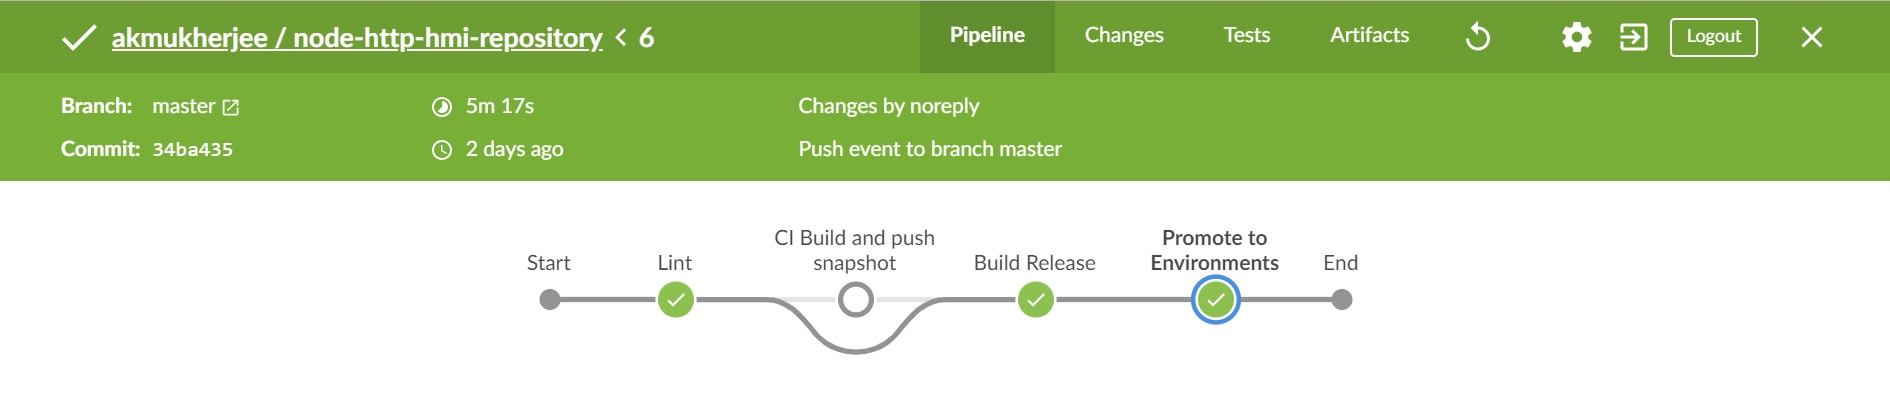 akmukherjee / node-http-hmi-repository < 6 Pipeline Changes Tests Artifacts Logout
Branch: master 5m 17s Changes by noreply
Commit: 34ba435 2 days ago Push event to branch master
CI Build and push Promote to
Start Lint snapshot Build Release Environments End